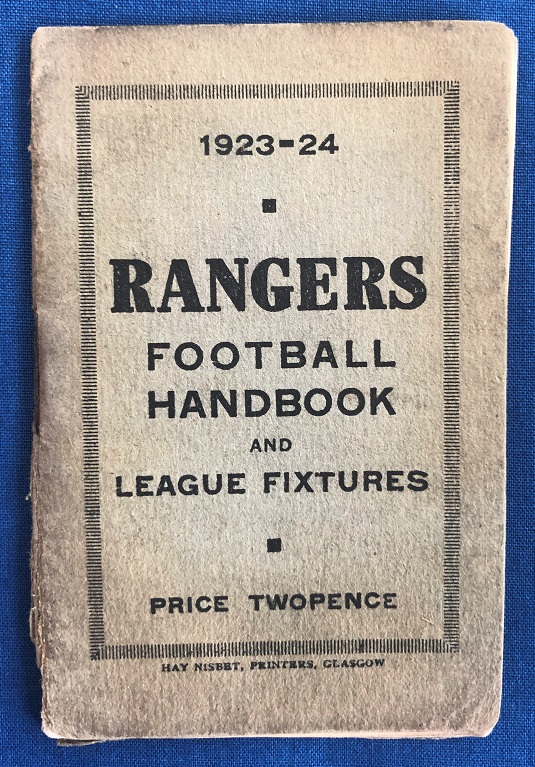 1923-24
RANGERS
FOOTBALL
HANDBOOK
AND
LEAGUE FIXTURES
PRICE TWOPENCE
HAY NISBET, PRINTERS, GLASGOW